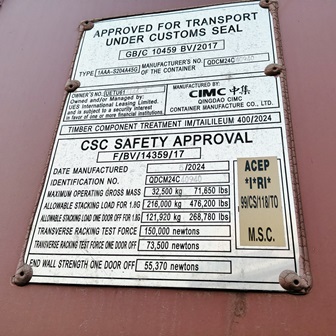 APPROVED FOR TRANSPORT
UNDER CUSTOMS SEAL
GB/C 10459 BV/2017
TYPE 1AAA-S204A45G MANUFACTURER'S NO. OF THE CONTAINER QDCM24C
OWNER'S NO. UETU61
Owned and/or Managed by:
UES International Leasing Limited.
and is subject to a security interest
in favor of one or more financial institutions.
MANUFACTURED BY
CIMC 中集
QINGDAO CIMC
CONTAINER MANUFACTURE CO., LTD.
TIMBER COMPONENT TREATMENT IM/TAILILEUM 400/2024
CSC SAFETY APPROVAL
F/BV/14359/17
DATE MANUFACTURED /2024
IDENTIFICATION NO. QDCM24C
MAXIMUM OPERATING GROSS MASS 32,500 kg 71,650 lbs
ALLOWABLE STACKING LOAD FOR 1.8G 216,000 kg 476,200 lbs
ALLOWABLE STACKING LOAD ONE DOOR OFF FOR 1.8G 121,920 kg 268,780 lbs
TRANSVERSE RACKING TEST FORCE 150,000 newtons
TRANSVERSE RACKING TEST FORCE ONE DOOR OFF 73,500 newtons
END WALL STRENGTH ONE DOOR OFF 55,370 newtons
ACEP
*I*RI*
99/CS/118/TO
M.S.C.